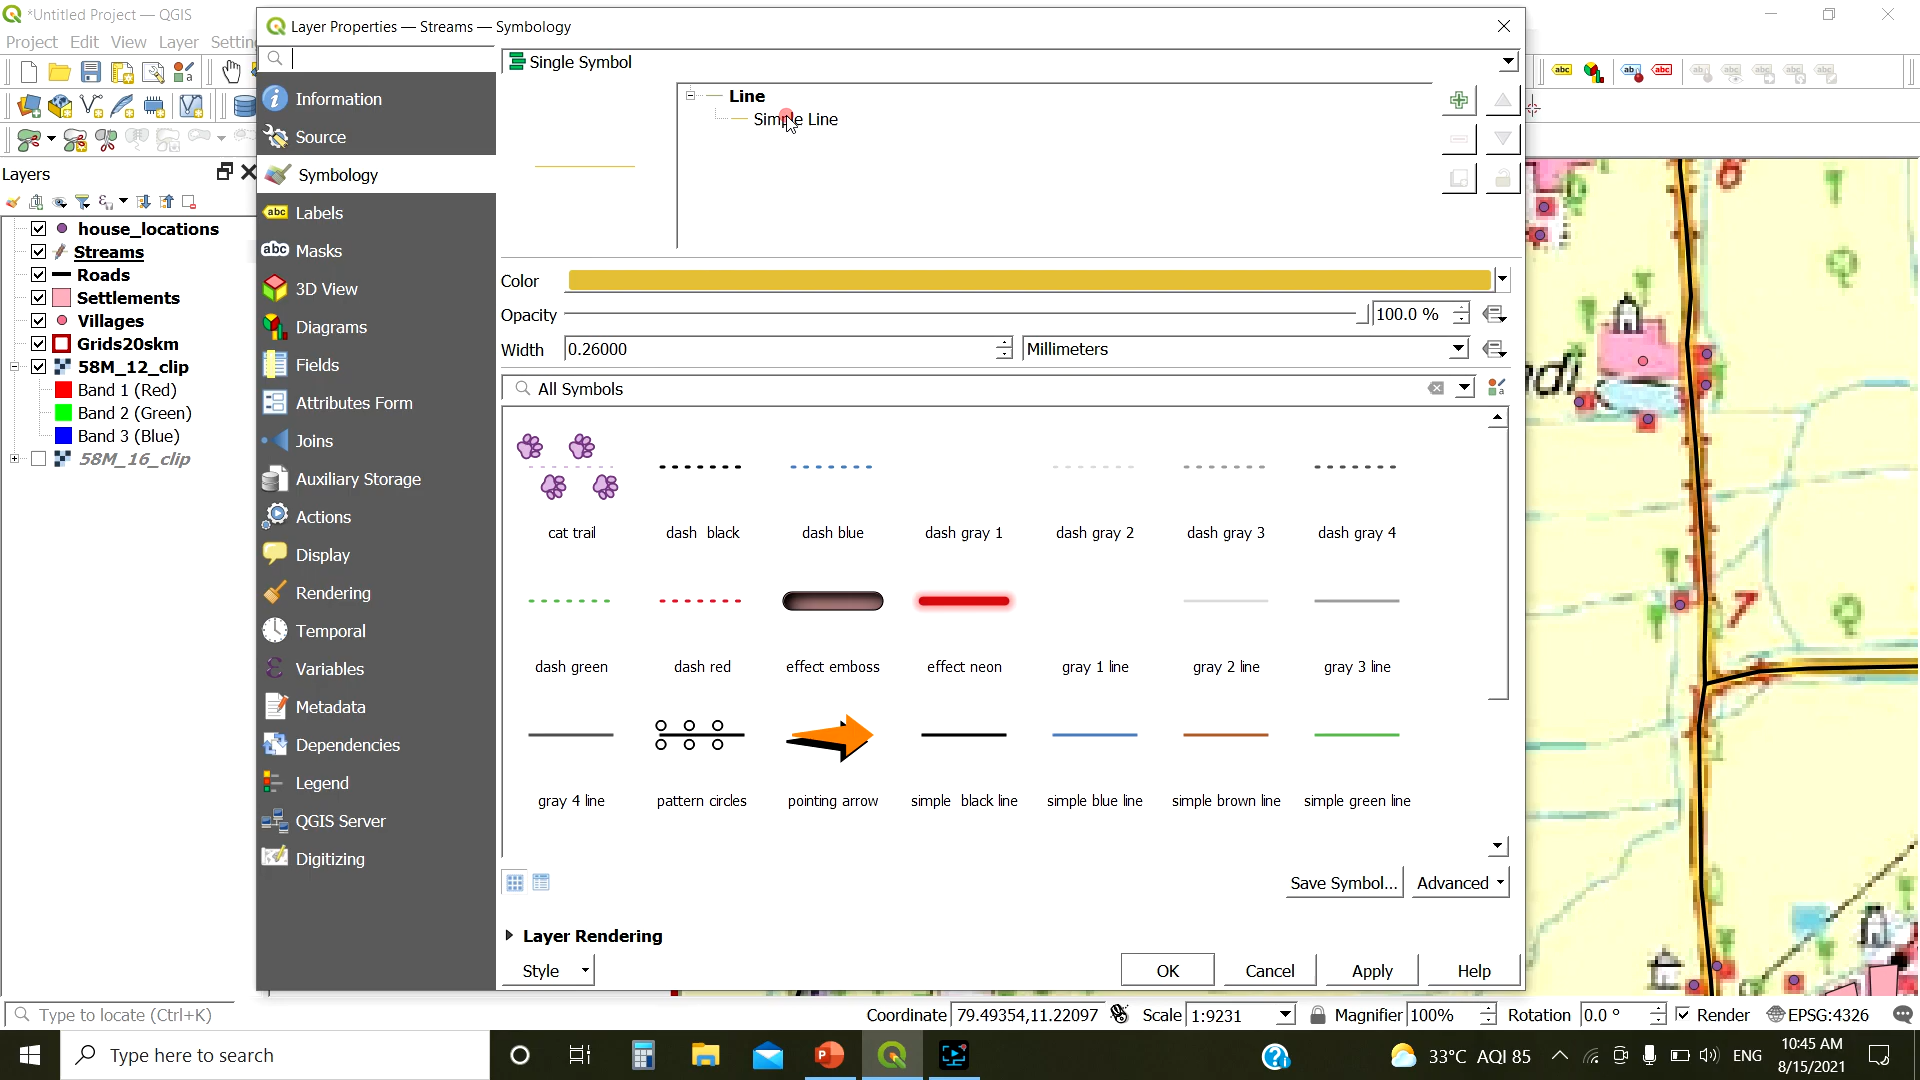 *Untitled Project — QGIS
Project Edit View Layer
Layers
house_locations
Streams
Roads
Settlements
Villages
Grids20skm
58M_12_clip
Band 1 (Red)
Band 2 (Green)
Band 3 (Blue)
58M_16_clip
Type to locate (Ctrl+K)
Layer Properties — Streams — Symbology
Information
Source
Symbology
Labels
Masks
3D View
Diagrams
Fields
Attributes Form
Joins
Auxiliary Storage
Actions
Display
Rendering
Temporal
Variables
Metadata
Dependencies
Legend
QGIS Server
Digitizing
Single Symbol
Line
Simple Line
Color
Opacity 100.0 %
Width 0.26000 Millimeters
All Symbols
cat trail dash black dash blue dash gray 1 dash gray 2 dash gray 3 dash gray 4
dash green dash red effect emboss effect neon gray 1 line gray 2 line gray 3 line
gray 4 line pattern circles pointing arrow simple black line simple blue line simple brown line simple green line
Save Symbol... Advanced
Layer Rendering
Style OK Cancel Apply Help
7
Coordinate 79.49354,11.22097 Scale 1:9231 Magnifier 100% Rotation 0.0 ° Render EPSG:4326
Type here to search
33°C AQI 85 ENG
10:45 AM
8/15/2021